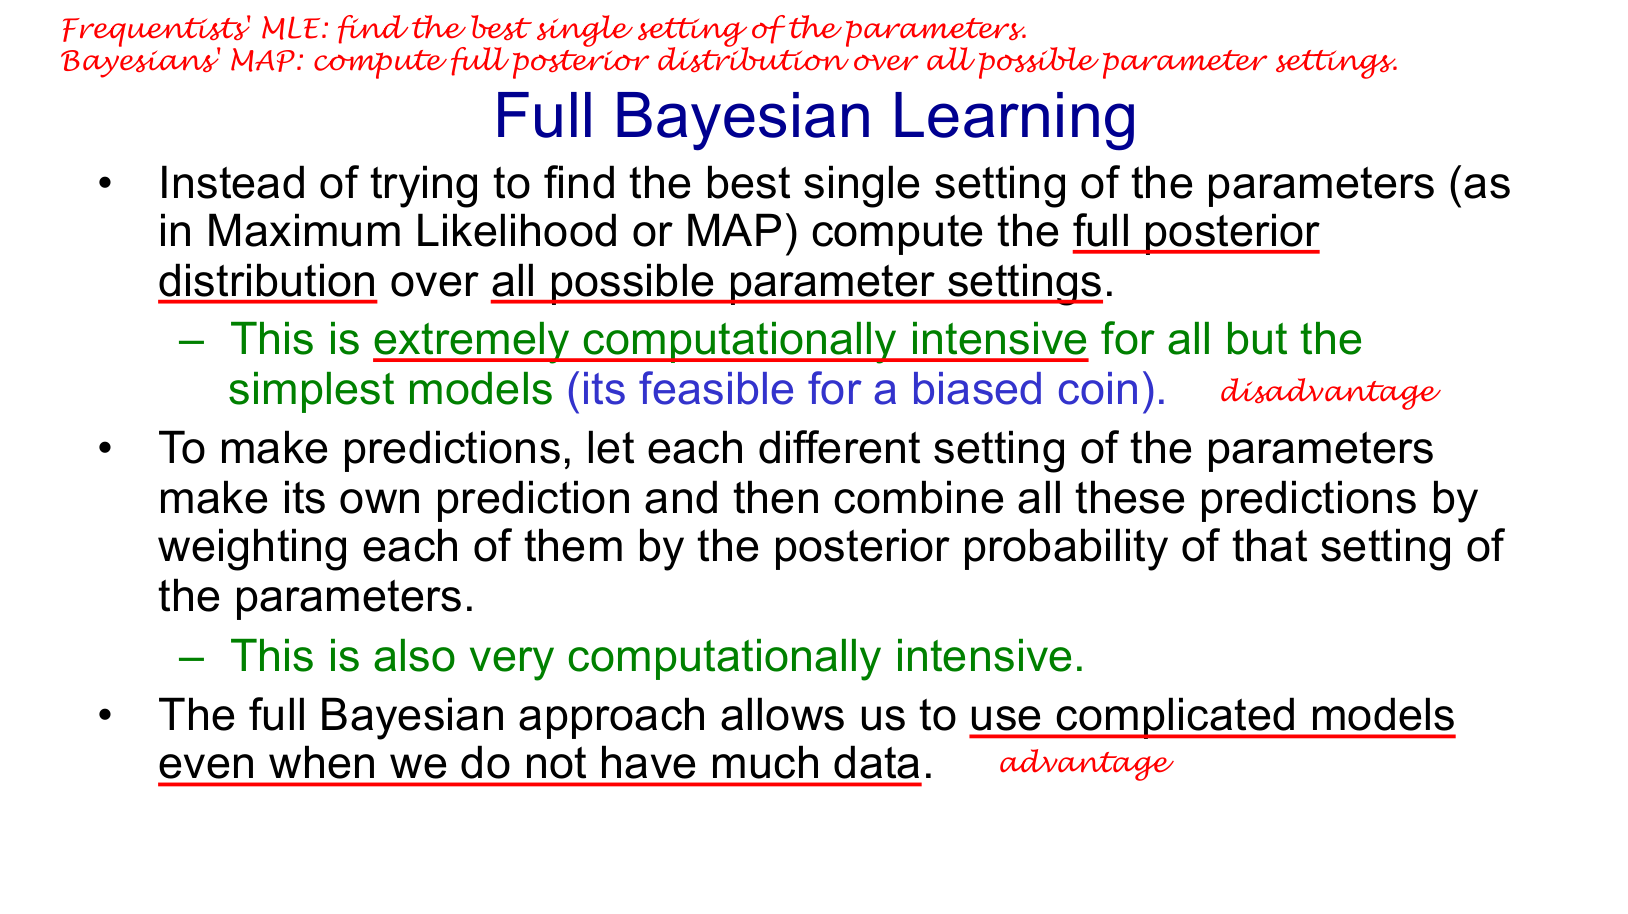 Frequentists' MLE: find the best single setting of the parameters.
Bayesians' MAP: compute full posterior distribution over all possible parameter settings.
Full Bayesian Learning
• Instead of trying to find the best single setting of the parameters (as
in Maximum Likelihood or MAP) compute the full posterior
distribution over all possible parameter settings.
– This is extremely computationally intensive for all but the
simplest models (its feasible for a biased coin). disadvantage
• To make predictions, let each different setting of the parameters
make its own prediction and then combine all these predictions by
weighting each of them by the posterior probability of that setting of
the parameters.
– This is also very computationally intensive.
• The full Bayesian approach allows us to use complicated models
even when we do not have much data. advantage